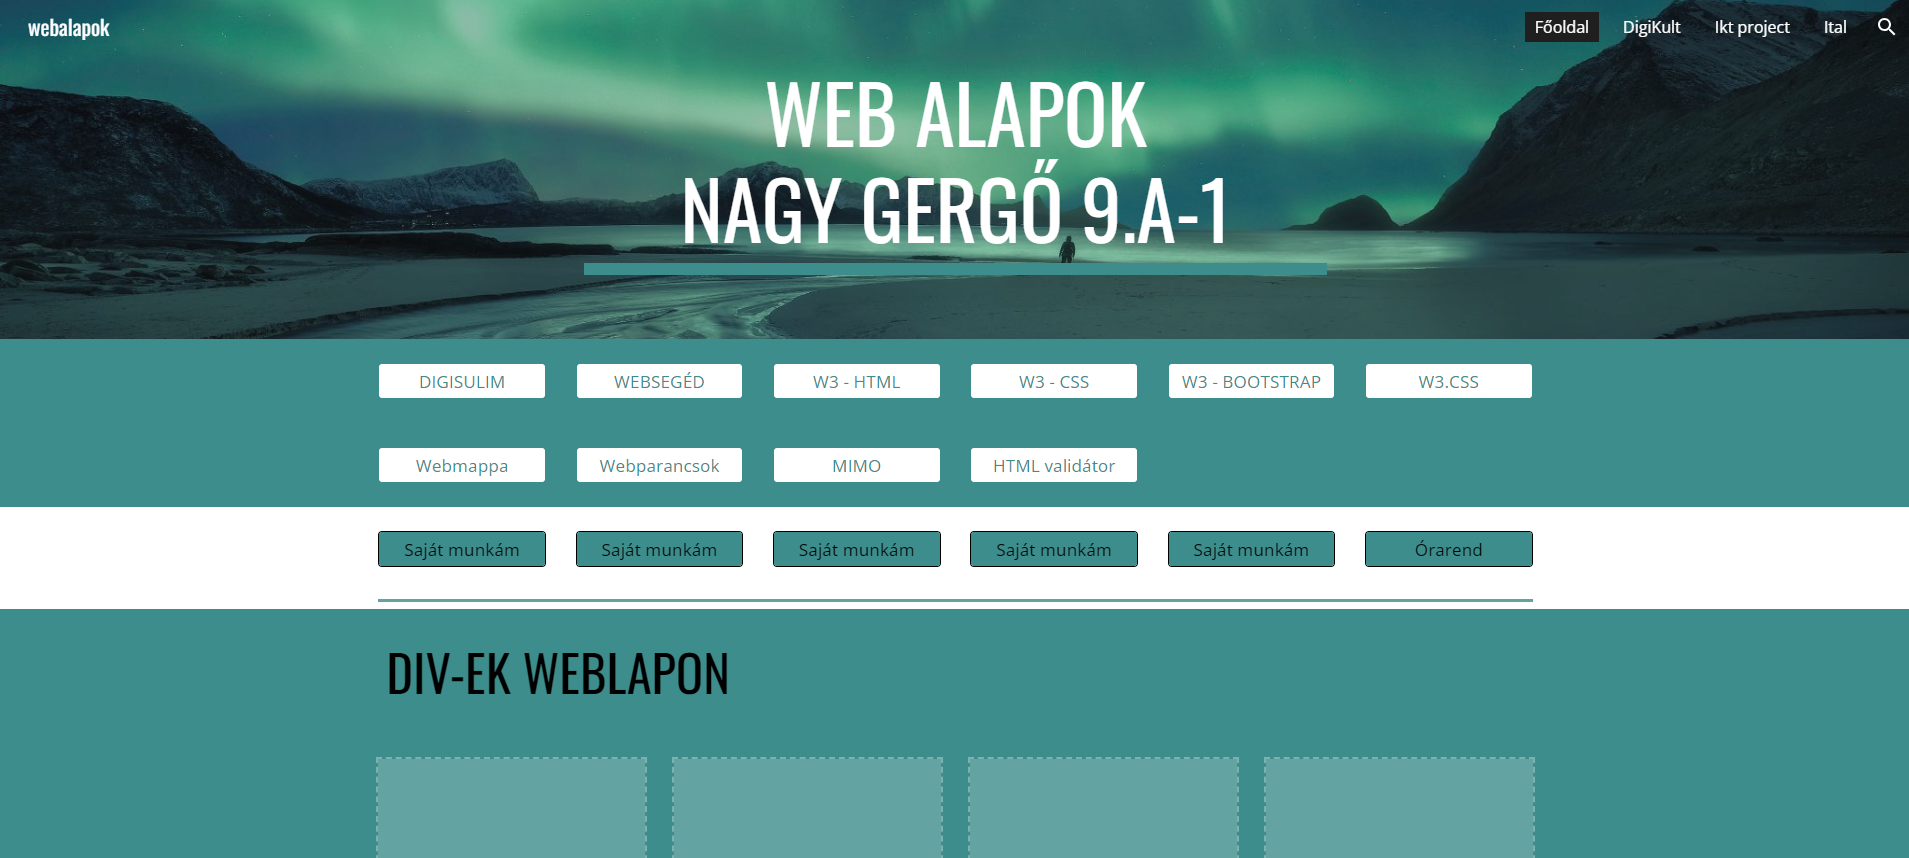 webalapok
Főoldal DigiKult Ikt project Ital
WEB ALAPOK
NAGY GERGŐ 9.A-1
DIGISULIM WEBSEGÉD W3 - HTML W3 - CSS W3 - BOOTSTRAP W3.CSS
Webmappa Webparancsok MIMO HTML validátor
Saját munkám Saját munkám Saját munkám Saját munkám Saját munkám Órarend
DIV-EK WEBLAPON